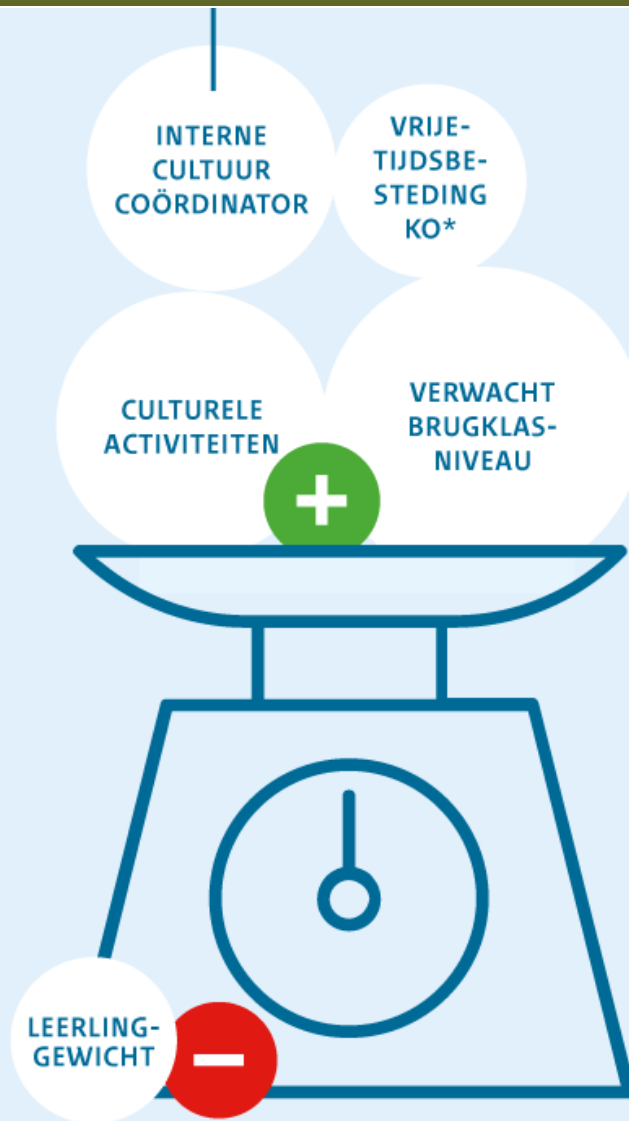 INTERNE
CULTUUR
COÖRDINATOR
VRIJE-
TIJDSBE-
STEDING
KO*
CULTURELE
ACTIVITEITEN
VERWACHT
BRUGKLAS-
NIVEAU
+
LEERLING-
GEWICHT
–